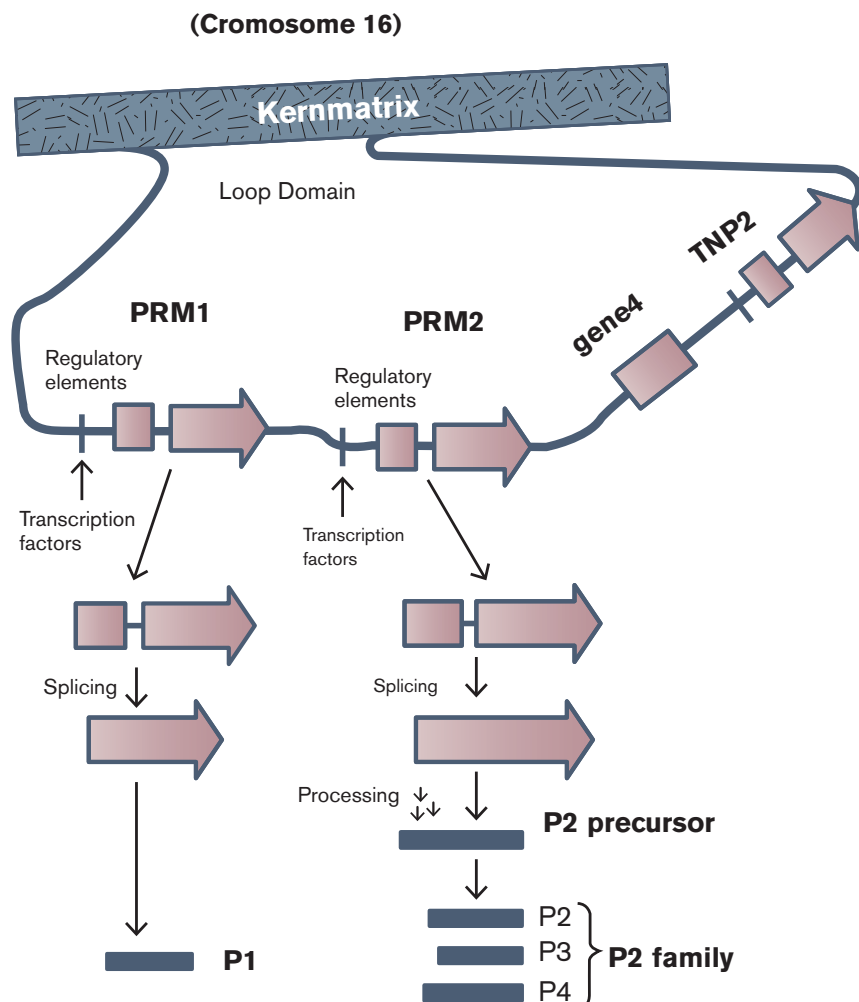 (Cromosome 16)
Kernmatrix
Loop Domain
TNP2
gene4
PRM1
PRM2
Regulatory
elements
Regulatory
elements
Transcription
factors
Transcription
factors
Splicing
Splicing
Processing
P2 precursor
P1
P2
P3
P4
P2 family